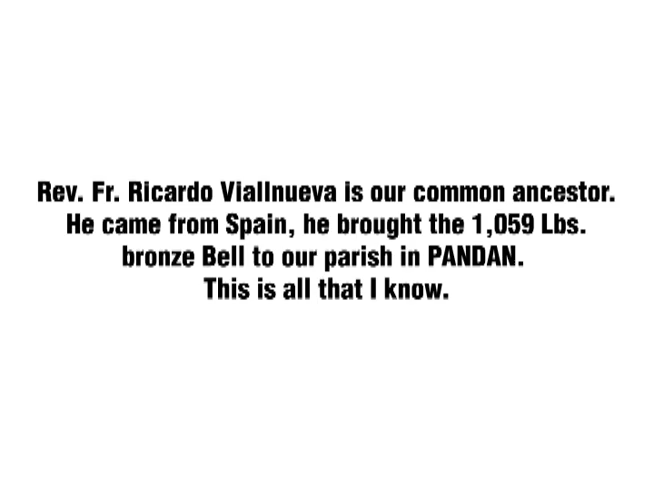 Rev. Fr. Ricardo Viallnueva is our common ancestor.
He came from Spain, he brought the 1,059 Lbs.
bronze Bell to our parish in PANDAN.
This is all that I know.